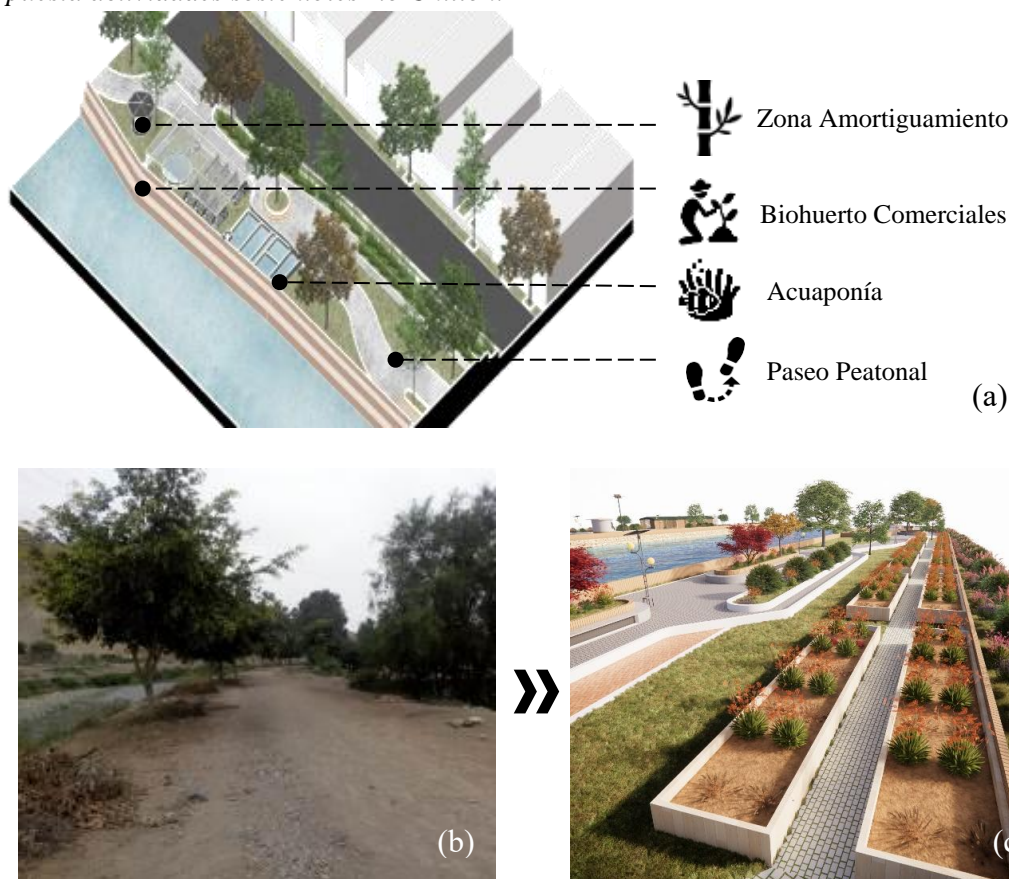 Zona Amortiguamiento
Biohuerto Comerciales
Acuaponía
Paseo Peatonal
(a)
(b)